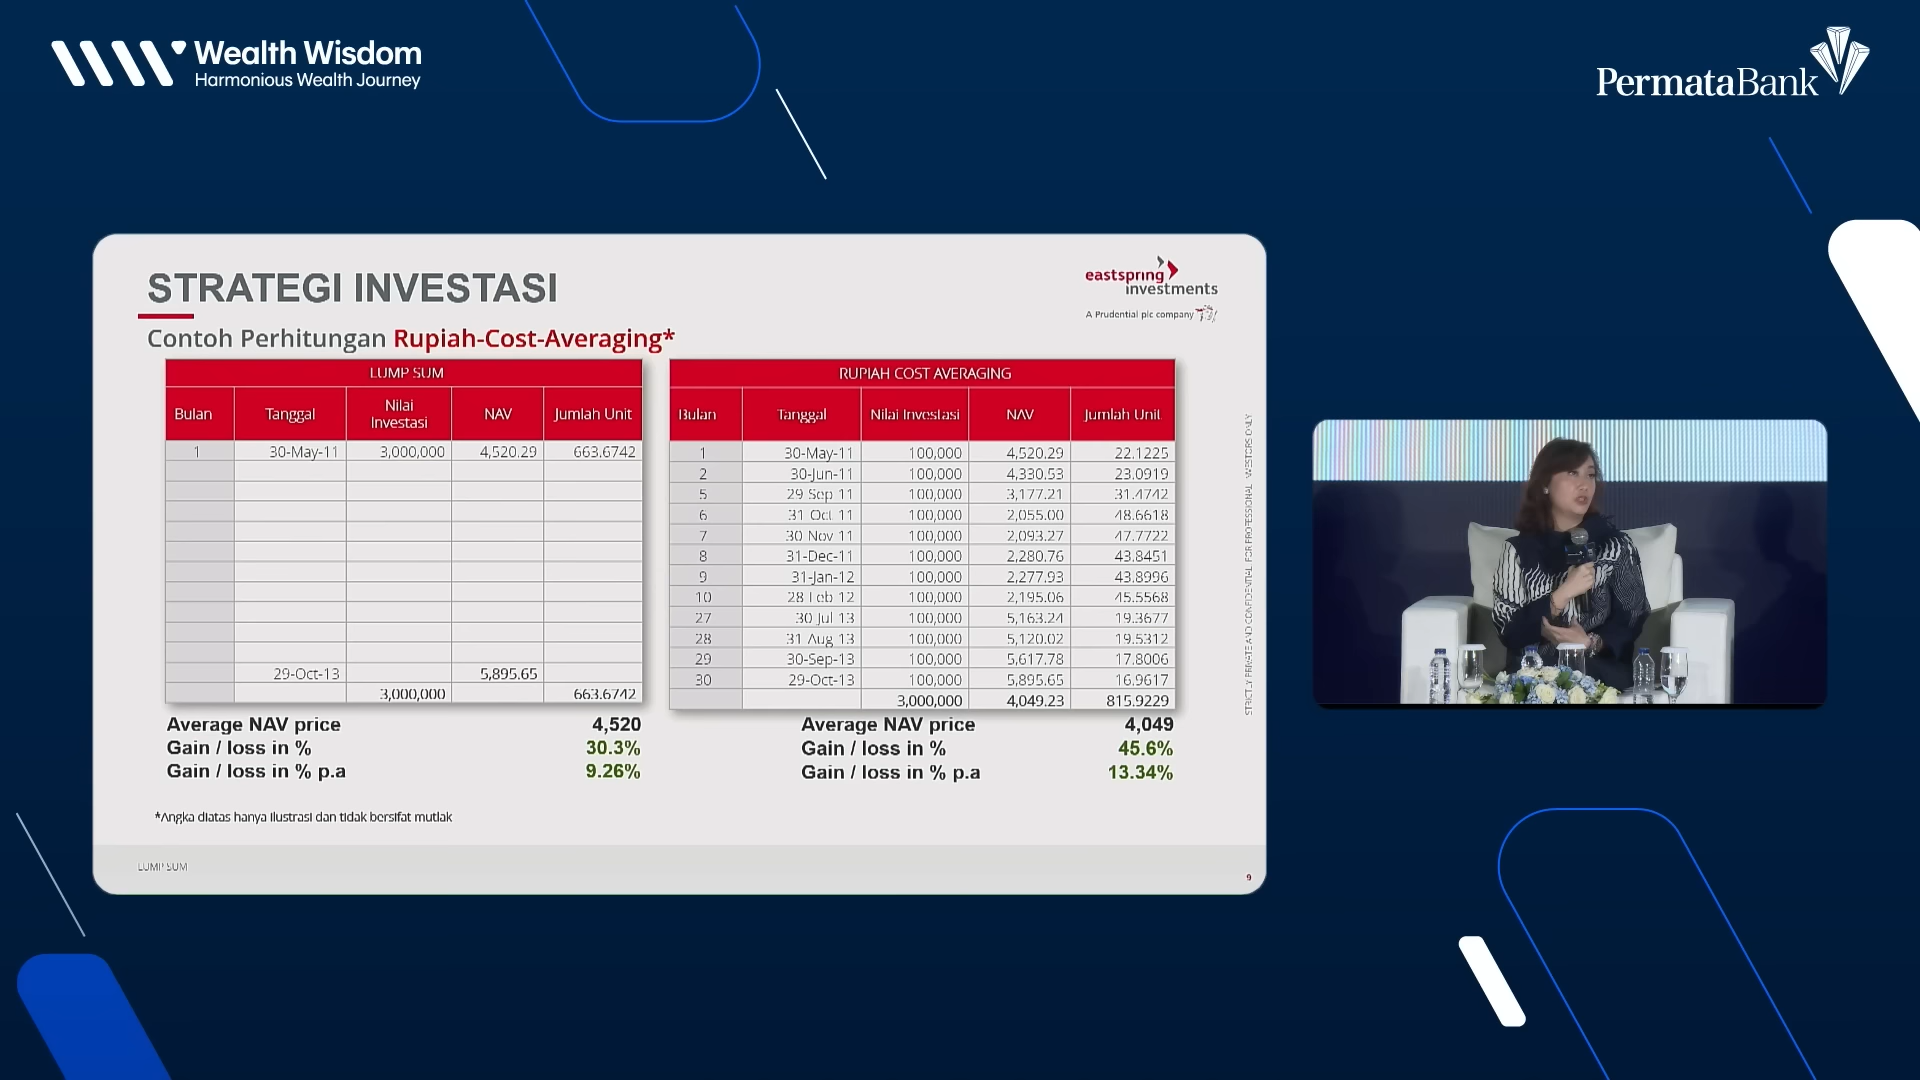 Wealth Wisdom
Harmonious Wealth Journey
PermataBank
STRATEGI INVESTASI
eastspring
investments
A Prudential plc company
Contoh Perhitungan Rupiah-Cost-Averaging*
LUMP SUM
Bulan Tanggal Nilai Investasi NAV Jumlah Unit
1 30-May-11 3,000,000 4,520.29 663.6742
29-Oct-13 5,895.65
3,000,000 663.6742
Average NAV price 4,520
Gain / loss in % 30.3%
Gain / loss in % p.a 9.26%
RUPIAH COST AVERAGING
Bulan Tanggal Nilai Investasi NAV Jumlah Unit
1 30-May-11 100,000 4,520.29 22.1225
2 30-Jun-11 100,000 4,330.53 23.0919
5 29 Sep 11 100,000 3,177.21 31.4742
6 31 Oct 11 100,000 2,055.00 48.6618
7 30 Nov 11 100,000 2,093.27 47.7722
8 31-Dec-11 100,000 2,280.76 43.8451
9 31-Jan-12 100,000 2,277.93 43.8996
10 28 Feb 12 100,000 2,195.06 45.5568
27 30 Jul 13 100,000 5,163.24 19.3677
28 31 Aug 13 100,000 5,120.02 19.5312
29 30-Sep-13 100,000 5,617.78 17.8006
30 29-Oct-13 100,000 5,895.65 16.9617
3,000,000 4,049.23 815.9229
Average NAV price 4,049
Gain / loss in % 45.6%
Gain / loss in % p.a 13.34%
STRICTLY PRIVATE AND CONFIDENTIAL FOR PROFESSIONAL INVESTORS ONLY
*Angka diatas hanya ilustrasi dan tidak bersifat mutlak
LUMP SUM
9